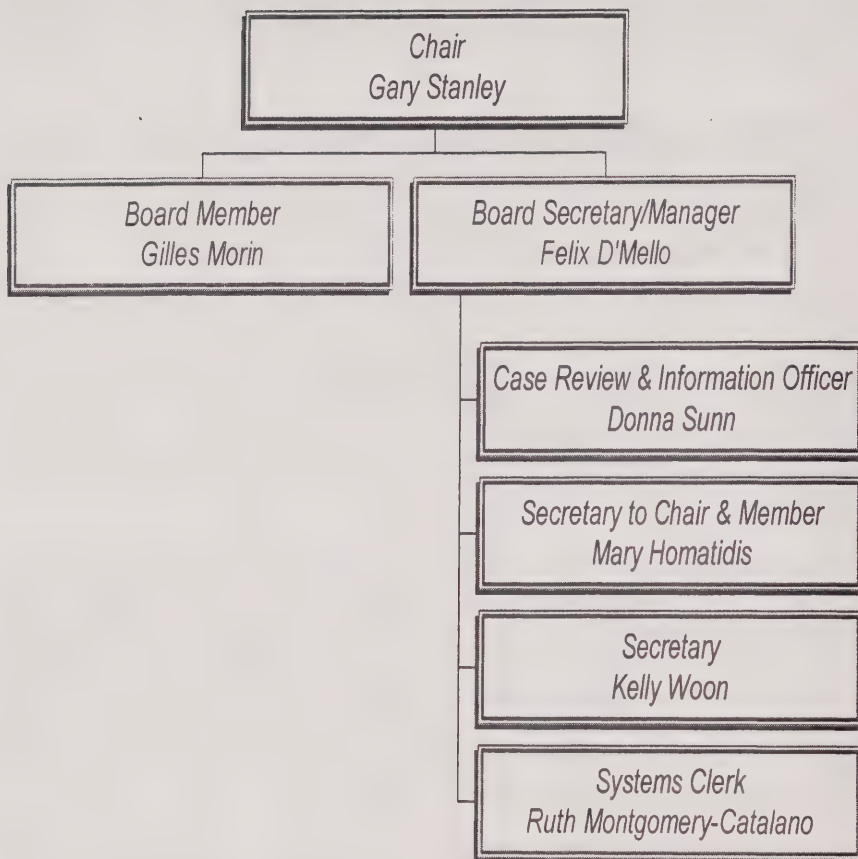 Chair
Gary Stanley
Board Member
Gilles Morin
Board Secretary/Manager
Felix D'Mello
Case Review & Information Officer
Donna Sunn
Secretary to Chair & Member
Mary Homatidis
Secretary
Kelly Woon
Systems Clerk
Ruth Montgomery-Catalano